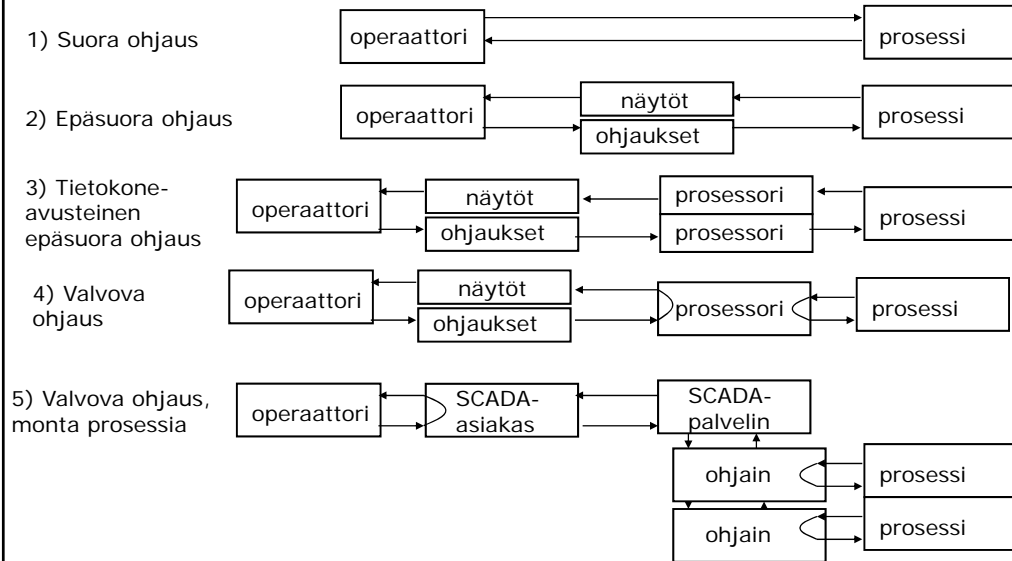 1) Suora ohjaus
operaattori
prosessi
2) Epäsuora ohjaus
operaattori
näytöt
ohjaukset
prosessi
3) Tietokone-
avusteinen
epäsuora ohjaus
operaattori
näytöt
ohjaukset
prosessori
prosessori
prosessi
4) Valvova
ohjaus
operaattori
näytöt
ohjaukset
prosessori
prosessi
5) Valvova ohjaus,
monta prosessia
operaattori
SCADA-
asiakas
SCADA-
palvelin
ohjain
prosessi
ohjain
prosessi